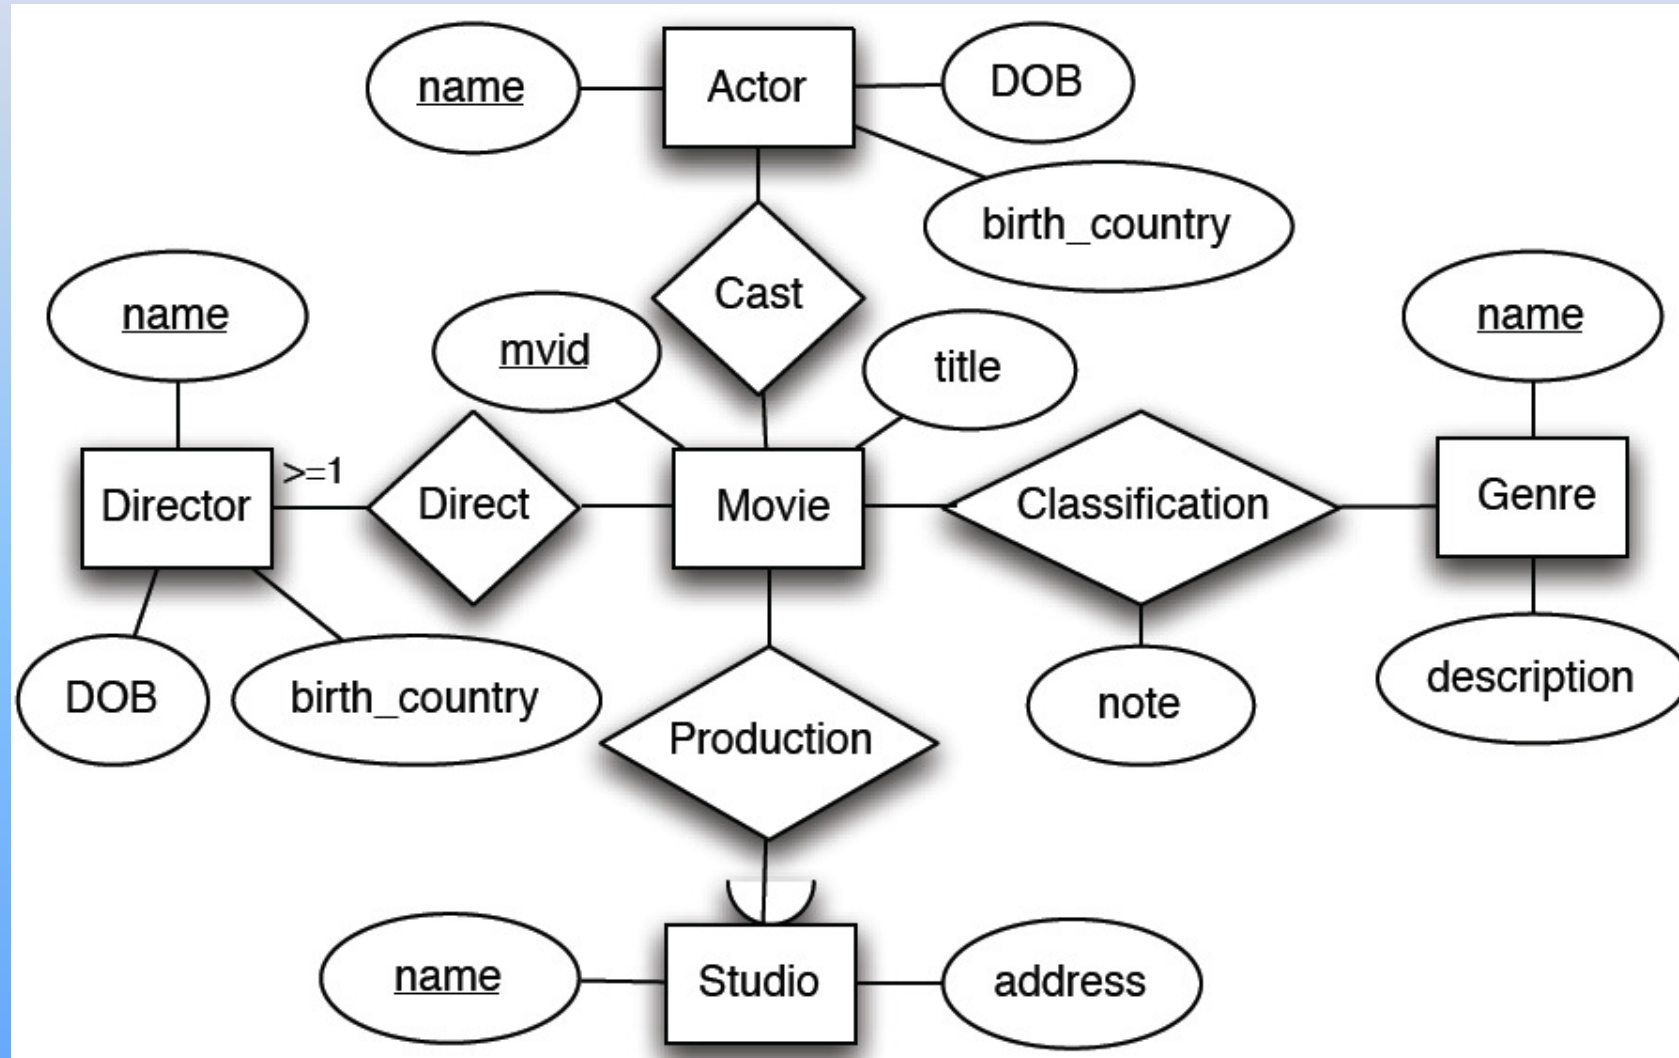 name
Actor
DOB
birth_country
Cast
name
mvid
title
name
Director
>=1
Direct
Movie
Classification
Genre
DOB
birth_country
Production
note
description
name
Studio
address